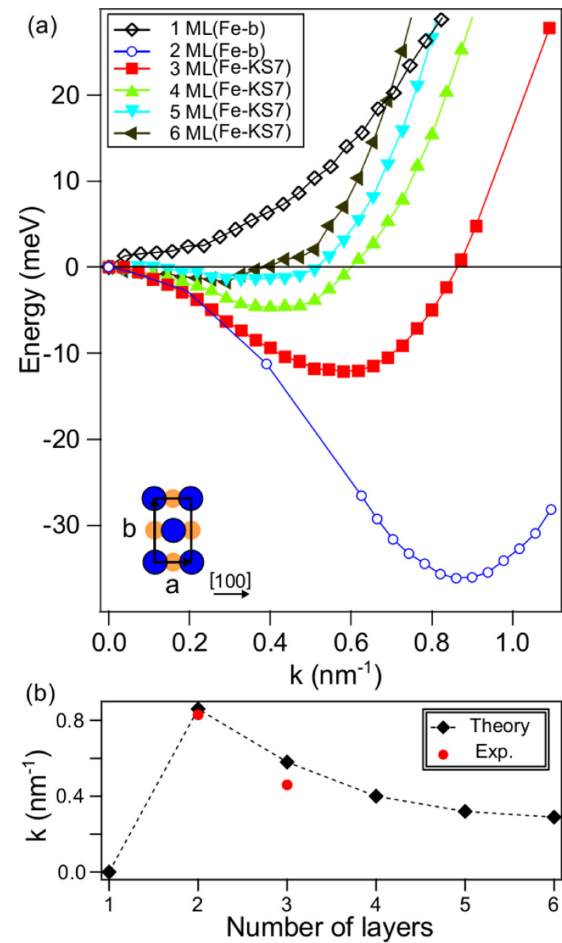 (a)
1 ML(Fe-b)
2 ML(Fe-b)
3 ML(Fe-KS7)
4 ML(Fe-KS7)
5 ML(Fe-KS7)
6 ML(Fe-KS7)
20
10
0
-10
-20
-30
Energy (meV)
b
a
[100]
0.0 0.2 0.4 0.6 0.8 1.0
k (nm⁻¹)
(b)
Theory
Exp.
0.8
0.4
0.0
k (nm⁻¹)
1 2 3 4 5 6
Number of layers